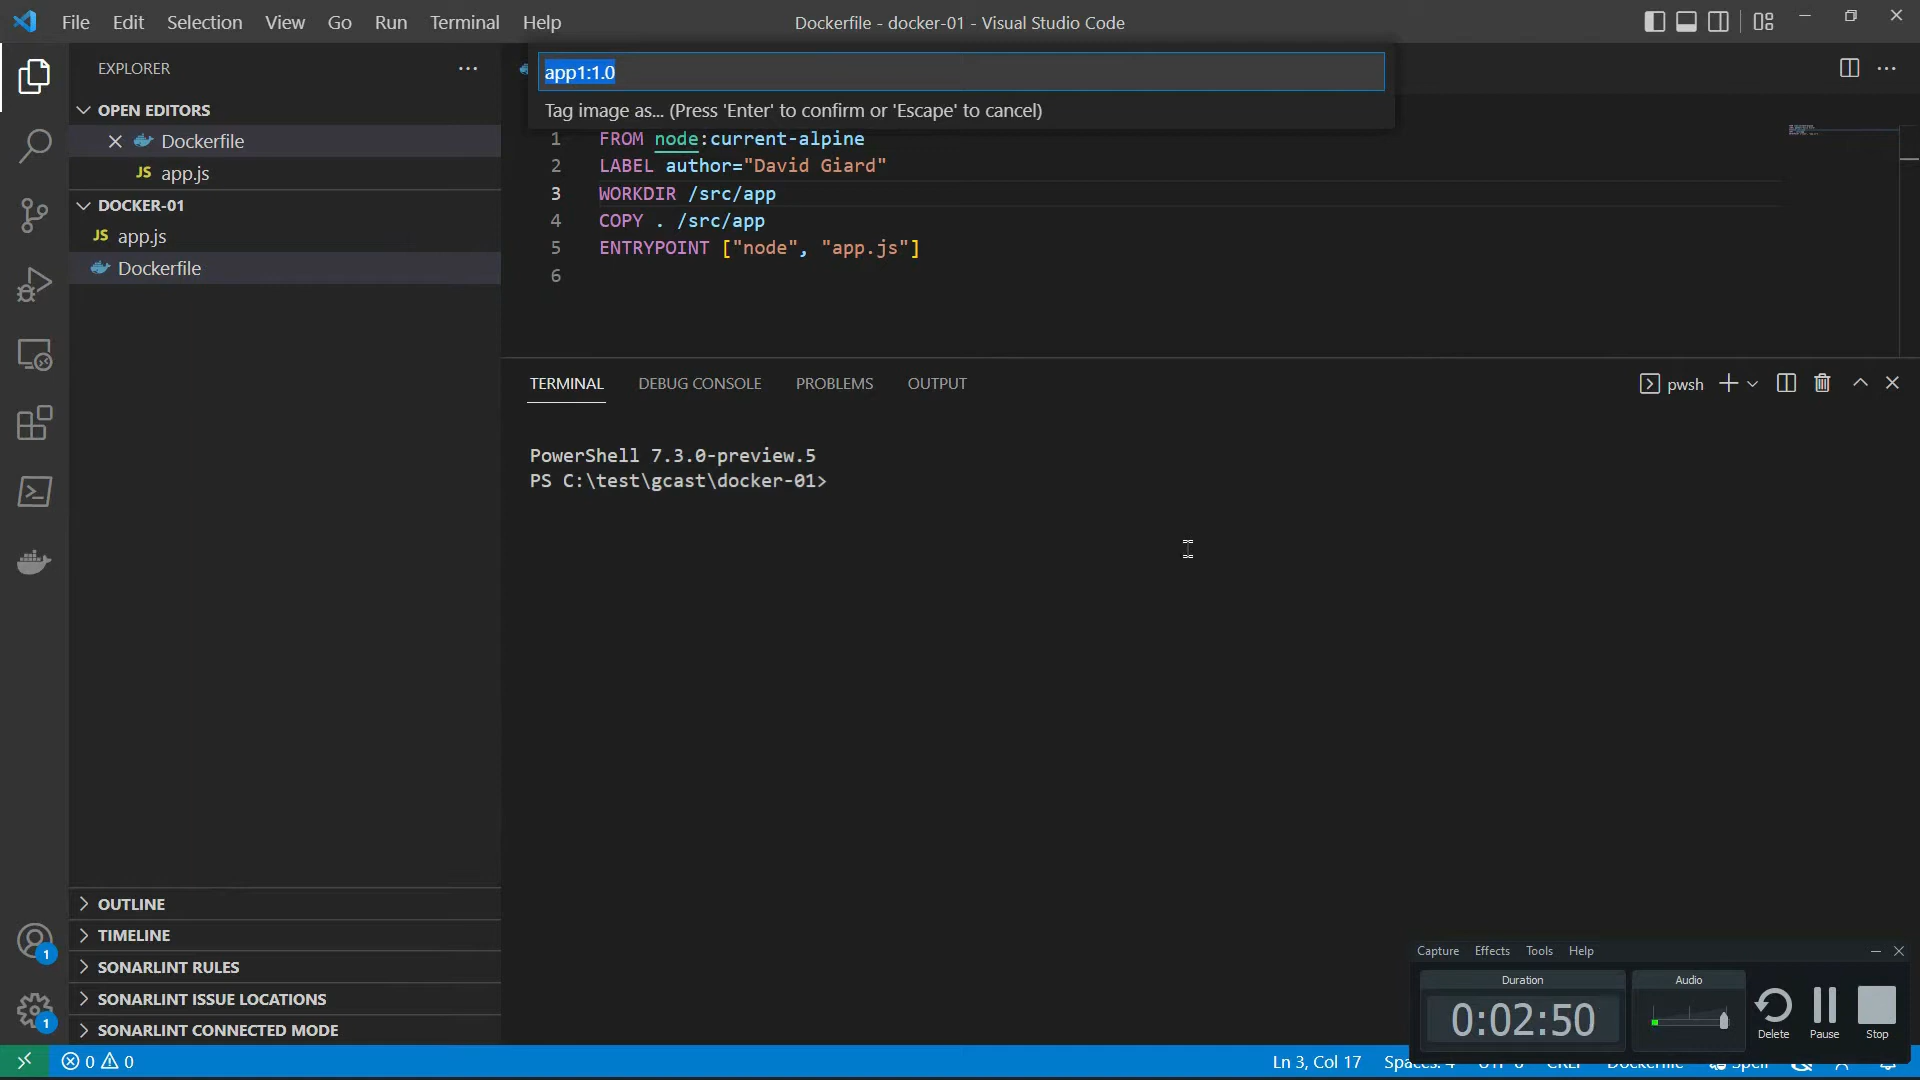 File Edit Selection View Go Run Terminal Help
Dockerfile - docker-01 - Visual Studio Code
EXPLORER
app1:1.0
Tag image as... (Press 'Enter' to confirm or 'Escape' to cancel)
OPEN EDITORS
Dockerfile
JS app.js
DOCKER-01
JS app.js
Dockerfile
1 FROM node:current-alpine
2 LABEL author="David Giard"
3 WORKDIR /src/app
4 COPY . /src/app
5 ENTRYPOINT ["node", "app.js"]
6
TERMINAL DEBUG CONSOLE PROBLEMS OUTPUT
pwsh
PowerShell 7.3.0-preview.5
PS C:\test\gcast\docker-01>
OUTLINE
TIMELINE
SONARLINT RULES
SONARLINT ISSUE LOCATIONS
SONARLINT CONNECTED MODE
1
1
Capture Effects Tools Help
Duration
Audio
0:02:50
Delete Pause Stop
0 0
Ln 3, Col 17